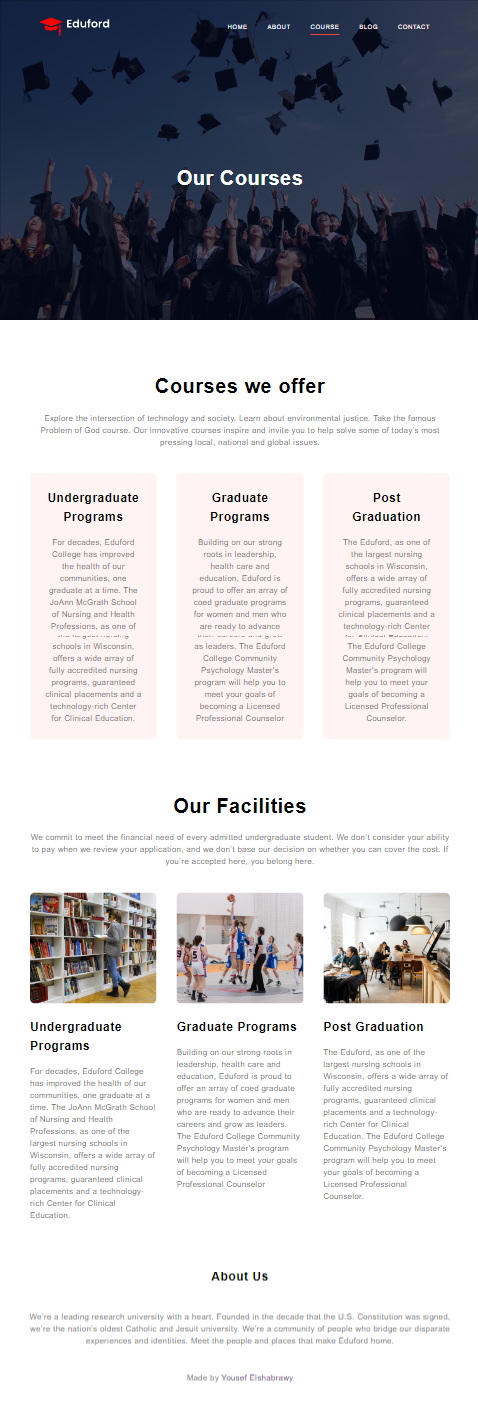 Eduford
HOME ABOUT COURSE BLOG CONTACT
Our Courses
Courses we offer
Explore the intersection of technology and society. Learn about environmental justice. Take the famous
Problem of God course. Our innovative courses inspire and invite you to help solve some of today's most
pressing local, national and global issues.
Undergraduate
Programs
For decades, Eduford
College has improved
the health of our
communities, one
graduate at a time. The
JoAnn McGrath School
of Nursing and Health
Professions, as one of
the largest nursing
schools in Wisconsin,
offers a wide array of
fully accredited nursing
programs, guaranteed
clinical placements and a
technology-rich Center
for Clinical Education.
Graduate
Programs
Building on our strong
roots in leadership,
health care and
education, Eduford is
proud to offer an array of
coed graduate programs
for women and men who
are ready to advance
their careers and grow
as leaders. The Eduford
College Community
Psychology Master's
program will help you to
meet your goals of
becoming a Licensed
Professional Counselor
Post
Graduation
The Eduford, as one of
the largest nursing
schools in Wisconsin,
offers a wide array of
fully accredited nursing
programs, guaranteed
clinical placements and a
technology-rich Center
for Clinical Education.
The Eduford College
Community Psychology
Master's program will
help you to meet your
goals of becoming a
Licensed Professional
Counselor.
Our Facilities
We commit to meet the financial need of every admitted undergraduate student. We don't consider your ability
to pay when we review your application, and we don't base our decision on whether you can cover the cost. If
you're accepted here, you belong here.
Undergraduate
Programs
For decades, Eduford College
has improved the health of our
communities, one graduate at a
time. The JoAnn McGrath School
of Nursing and Health
Professions, as one of the
largest nursing schools in
Wisconsin, offers a wide array of
fully accredited nursing
programs, guaranteed clinical
placements and a technology-
rich Center for Clinical
Education.
Graduate Programs
Building on our strong roots in
leadership, health care and
education, Eduford is proud to
offer an array of coed graduate
programs for women and men
who are ready to advance their
careers and grow as leaders.
The Eduford College Community
Psychology Master's program
will help you to meet your goals
of becoming a Licensed
Professional Counselor
Post Graduation
The Eduford, as one of the
largest nursing schools in
Wisconsin, offers a wide array of
fully accredited nursing
programs, guaranteed clinical
placements and a technology-
rich Center for Clinical
Education. The Eduford College
Community Psychology Master's
program will help you to meet
your goals of becoming a
Licensed Professional
Counselor.
About Us
We're a leading research university with a heart. Founded in the decade that the U.S. Constitution was signed,
we're the nation's oldest Catholic and Jesuit university. We're a community of people who bridge our disparate
experiences and identities. Meet the people and places that make Eduford home.
Made by Yousef Elshabrawy